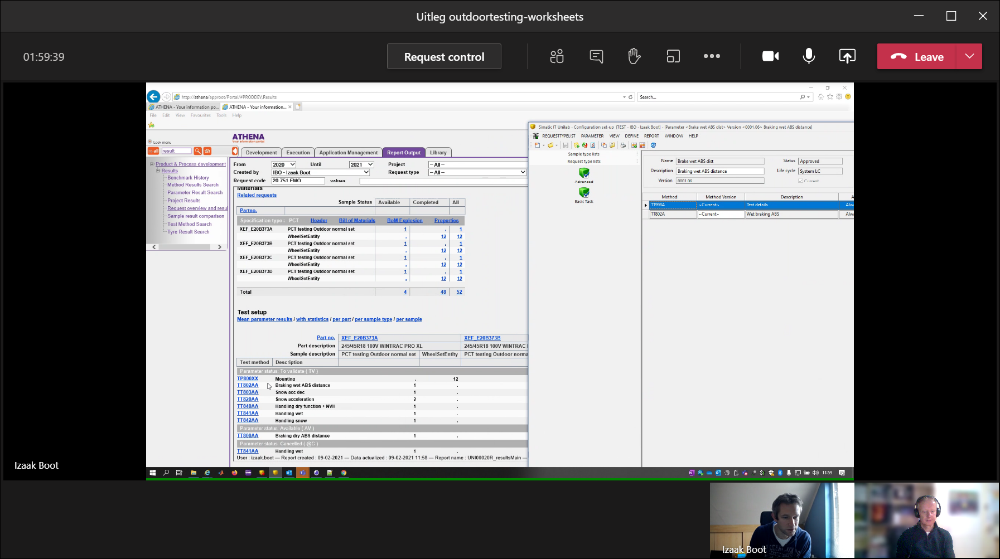 Uitleg outdoortesting-worksheets
01:59:39
Request control
Leave
http://athena/approot/Portal/#PRODDEV,Results
Search...
ATHENA - Your information po...
ATHENA - Your information...
File Edit View Favourites Tools Help
Look menu
all result
ATHENA
Your information portal
Development Execution Application Management Report Output Library
From 2020 Until 2021 Project -- All --
Created by IBO - Izaak Boot Request type -- All --
Request code values
Product & Process development
Results
Benchmark History
Method Results Search
Parameter Result Search
Project Results
Request overview and resu
Sample result comparison
Test Method Search
Tyre Result Search
Materials
Related requests
Sample Status Available Completed All
Partno.
Specification type : PCT Header Bill of Materials BoM Explosion Properties
XEF_E20B373A PCT testing Outdoor normal set 1 . 1
WheelSetEntity . 12 12
XEF_E20B373B PCT testing Outdoor normal set 1 . 1
WheelSetEntity . 12 12
XEF_E20B373C PCT testing Outdoor normal set 1 . 1
WheelSetEntity . 12 12
XEF_E20B373D PCT testing Outdoor normal set 1 . 1
WheelSetEntity . 12 12
Total 4 48 52
Test setup
Mean parameter results / with statistics / per part / per sample type / per sample
Part no. XEF_E20B373A XEF_E20B373B
Part description 245/45R18 100V WINTRAC PRO XL 245/45R18 100V WINTRAC
Sample description PCT testing Outdoor normal set WheelSetEntity PCT testing Outdoor norma
Test method Description
Parameter status: To validate ( TV )
TP800XX Mounting . 12
TT802AA Braking wet ABS distance 1 .
TT803AA Snow acc dec 1 .
TT820AA Snow acceleration 2 .
TT840AA Handling dry function + NVH 1 .
TT841AA Handling wet 1 .
TT842AA Handling snow 1 .
Parameter status: Available ( AV )
TT800AA Braking dry ABS distance 1 .
Parameter status: Cancelled ( @C )
TT841AA Handling wet 1 .
User : izaak.boot — Report created : 09-02-2021 — Data actualized : 09-02-2021 11:58 — Report name : UNI00020R_resultsMain —
Simatic IT Unilab - Configuration set-up [TEST - IBO - Izaak Boot] - [Parameter <Brake wet ABS dist> Version <0001.06> Braking wet ABS distance]
REQUESTTYPELIST PARAMETER VIEW DEFINE REPORT WINDOW HELP
Sample type lists
Request type lists
Advanced
Basic Task
Name Brake wet ABS dist Status Approved
Description Braking wet ABS distance Life cycle System LC
Version 0001.06 Current
Method Method Version Description A
TT998A ~Current~ Test details Alwa
TT802A ~Current~ Wet braking ABS Alwa
11:59
Izaak Boot
Izaak Boot